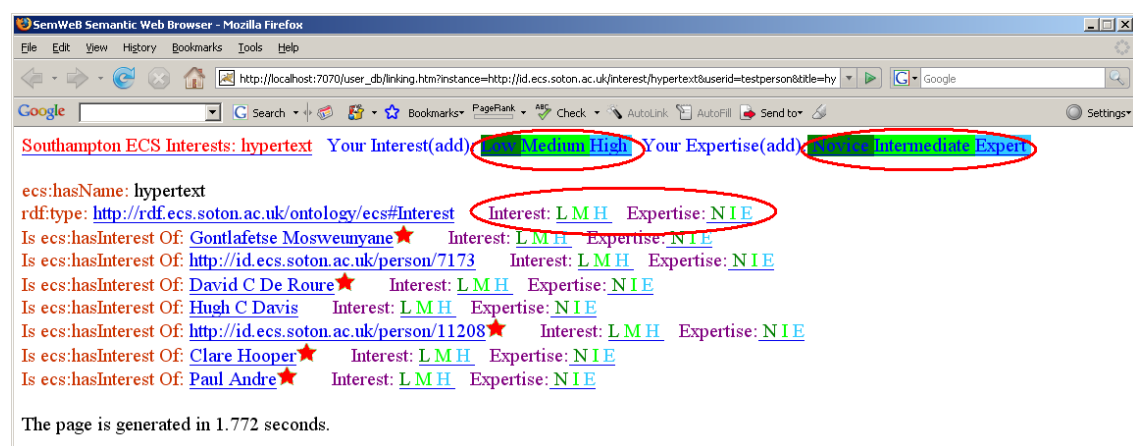 SemWeB Semantic Web Browser - Mozilla Firefox
File Edit View History Bookmarks Tools Help
http://localhost:7070/user_db/linking.htm?instance=http://id.ecs.soton.ac.uk/interest/hypertext&userid=testperson&title=hy G Google
Google G Search Bookmarks PageRank ABC Check AutoLink AutoFill Send to Settings
Southampton ECS Interests: hypertext Your Interest(add): Low Medium High Your Expertise(add): Novice Intermediate Expert
ecs:hasName: hypertext
rdf:type: http://rdf.ecs.soton.ac.uk/ontology/ecs#Interest Interest: L M H Expertise: N I E
Is ecs:hasInterest Of: Gontlafetse Mosweunyane Interest: L M H Expertise: N I E
Is ecs:hasInterest Of: http://id.ecs.soton.ac.uk/person/7173 Interest: L M H Expertise: N I E
Is ecs:hasInterest Of: David C De Roure Interest: L M H Expertise: N I E
Is ecs:hasInterest Of: Hugh C Davis Interest: L M H Expertise: N I E
Is ecs:hasInterest Of: http://id.ecs.soton.ac.uk/person/11208 Interest: L M H Expertise: N I E
Is ecs:hasInterest Of: Clare Hooper Interest: L M H Expertise: N I E
Is ecs:hasInterest Of: Paul Andre Interest: L M H Expertise: N I E
The page is generated in 1.772 seconds.